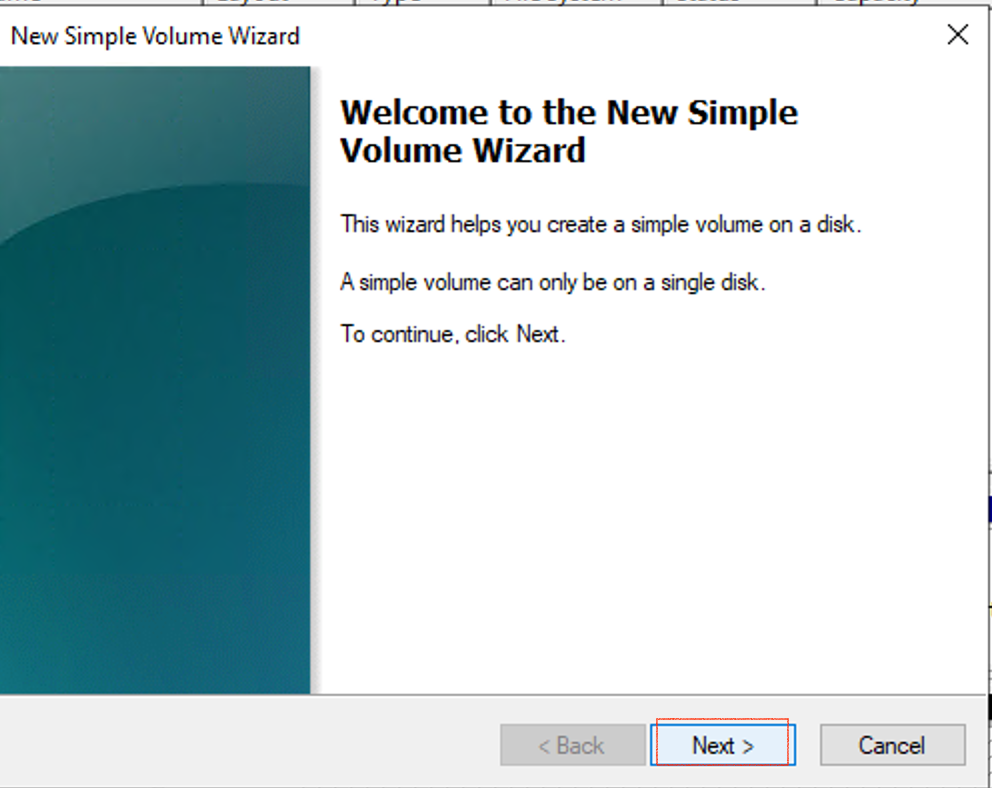 New Simple Volume Wizard
Welcome to the New Simple
Volume Wizard
This wizard helps you create a simple volume on a disk.
A simple volume can only be on a single disk.
To continue, click Next.
< Back
Next >
Cancel